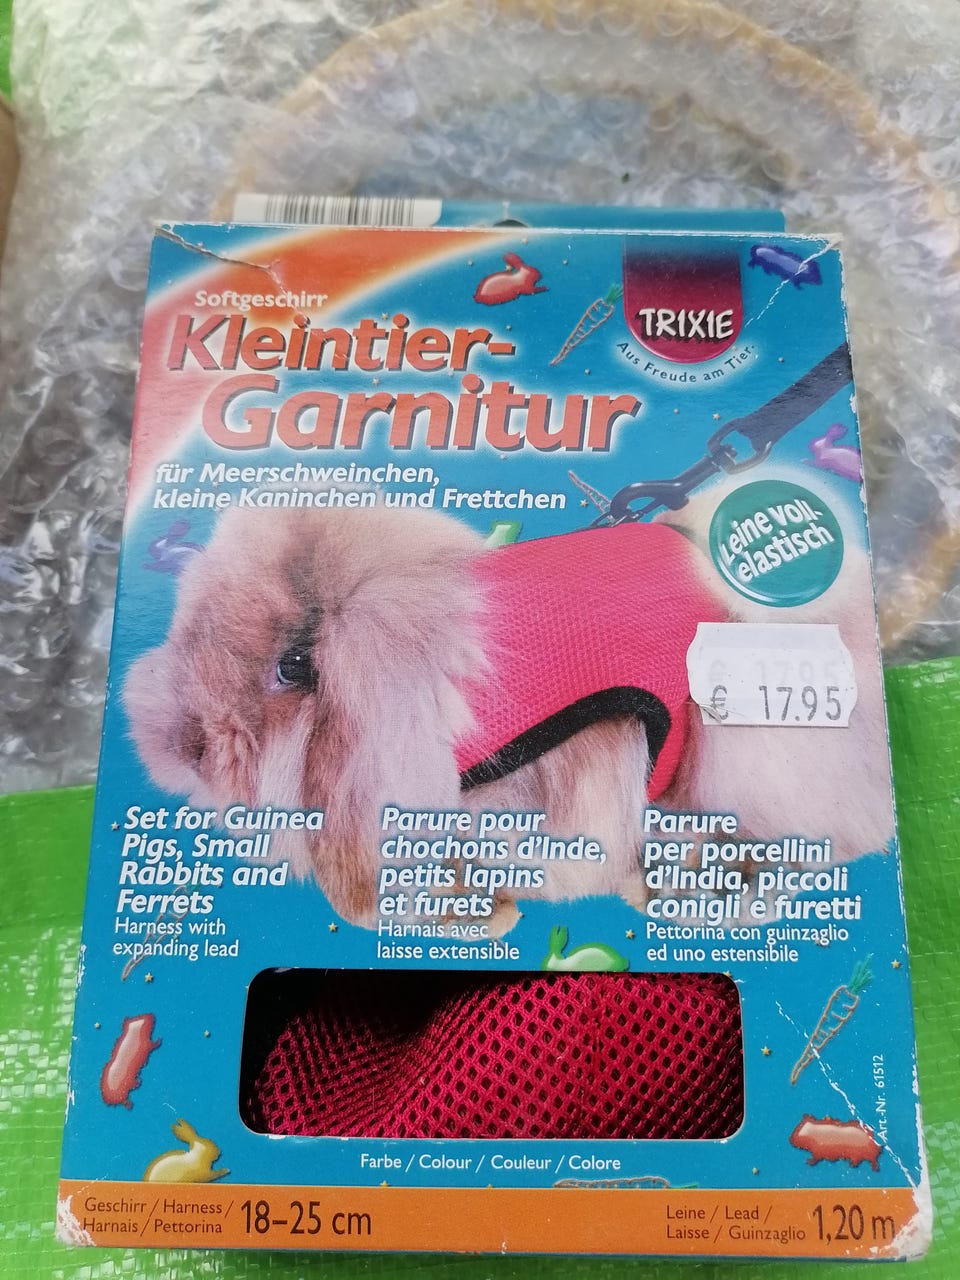 Softgeschirr
Kleintier-
Garnitur
für Meerschweinchen,
kleine Kaninchen und Frettchen
TRIXIE
Aus Freude am Tier.
Leine voll-
elastisch
€ 17.95
€ 17.95
Set for Guinea
Pigs, Small
Rabbits and
Ferrets
Harness with
expanding lead
Parure pour
chochons d'Inde,
petits lapins
et furets
Harnais avec
laisse extensible
Parure
per porcellini
d'India, piccoli
conigli e furetti
Pettorina con guinzaglio
ed uno estensibile
Art.-Nr. 61512
Farbe / Colour / Couleur / Colore
Geschirr / Harness /
Harnais / Pettorina
18–25 cm
Leine / Lead /
Laisse / Guinzaglio
1,20 m